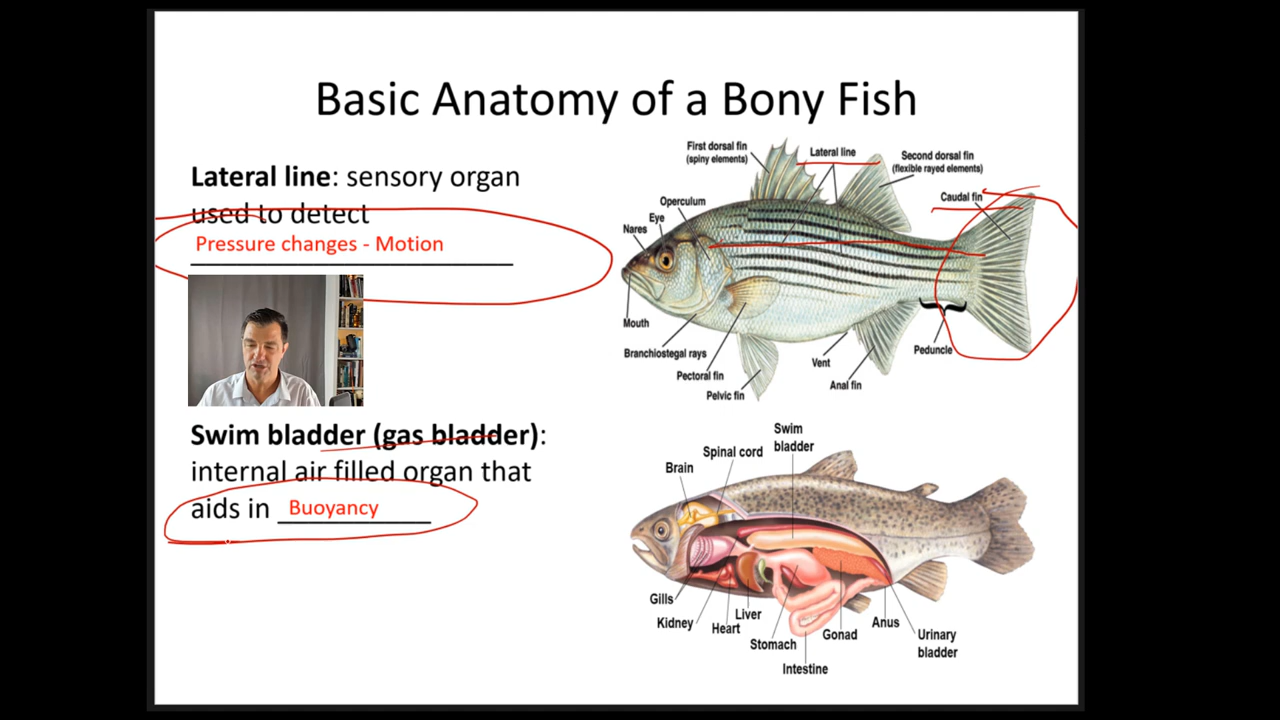 Basic Anatomy of a Bony Fish
Lateral line: sensory organ
used to detect
Pressure changes - Motion
Swim bladder (gas bladder):
internal air filled organ that
aids in Buoyancy
First dorsal fin
(spiny elements)
Lateral line
Second dorsal fin
(flexible rayed elements)
Caudal fin
Operculum
Eye
Nares
Mouth
Branchiostegal rays
Pectoral fin
Pelvic fin
Vent
Anal fin
Peduncle
Swim
bladder
Spinal cord
Brain
Gills
Kidney
Heart
Liver
Stomach
Intestine
Gonad
Anus
Urinary
bladder